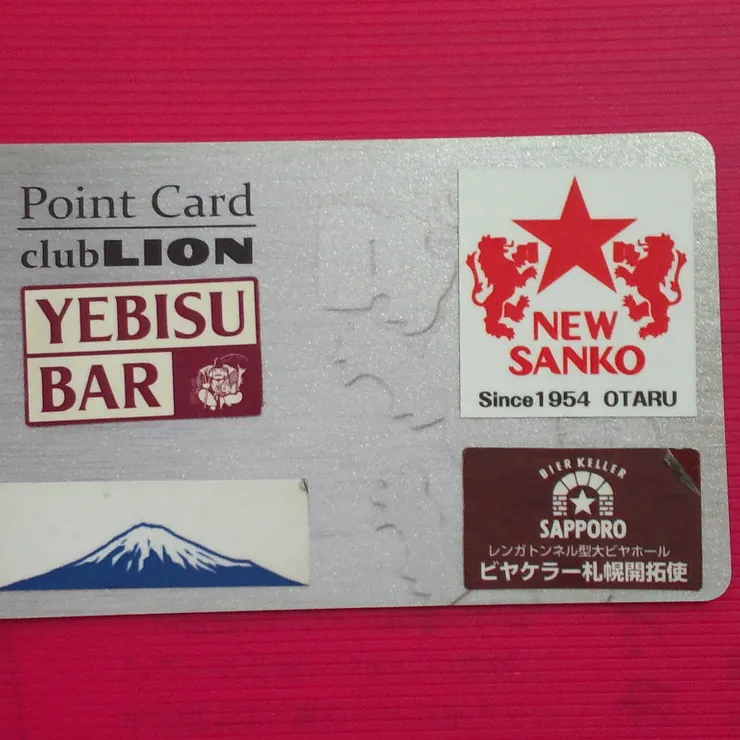 Point Card
clubLION
YEBISU
BAR
NEW
SANKO
Since1954 OTARU
BIER KELLER
SAPPORO
レンガトンネル型大ビヤホール
ビヤケラー札幌開拓使